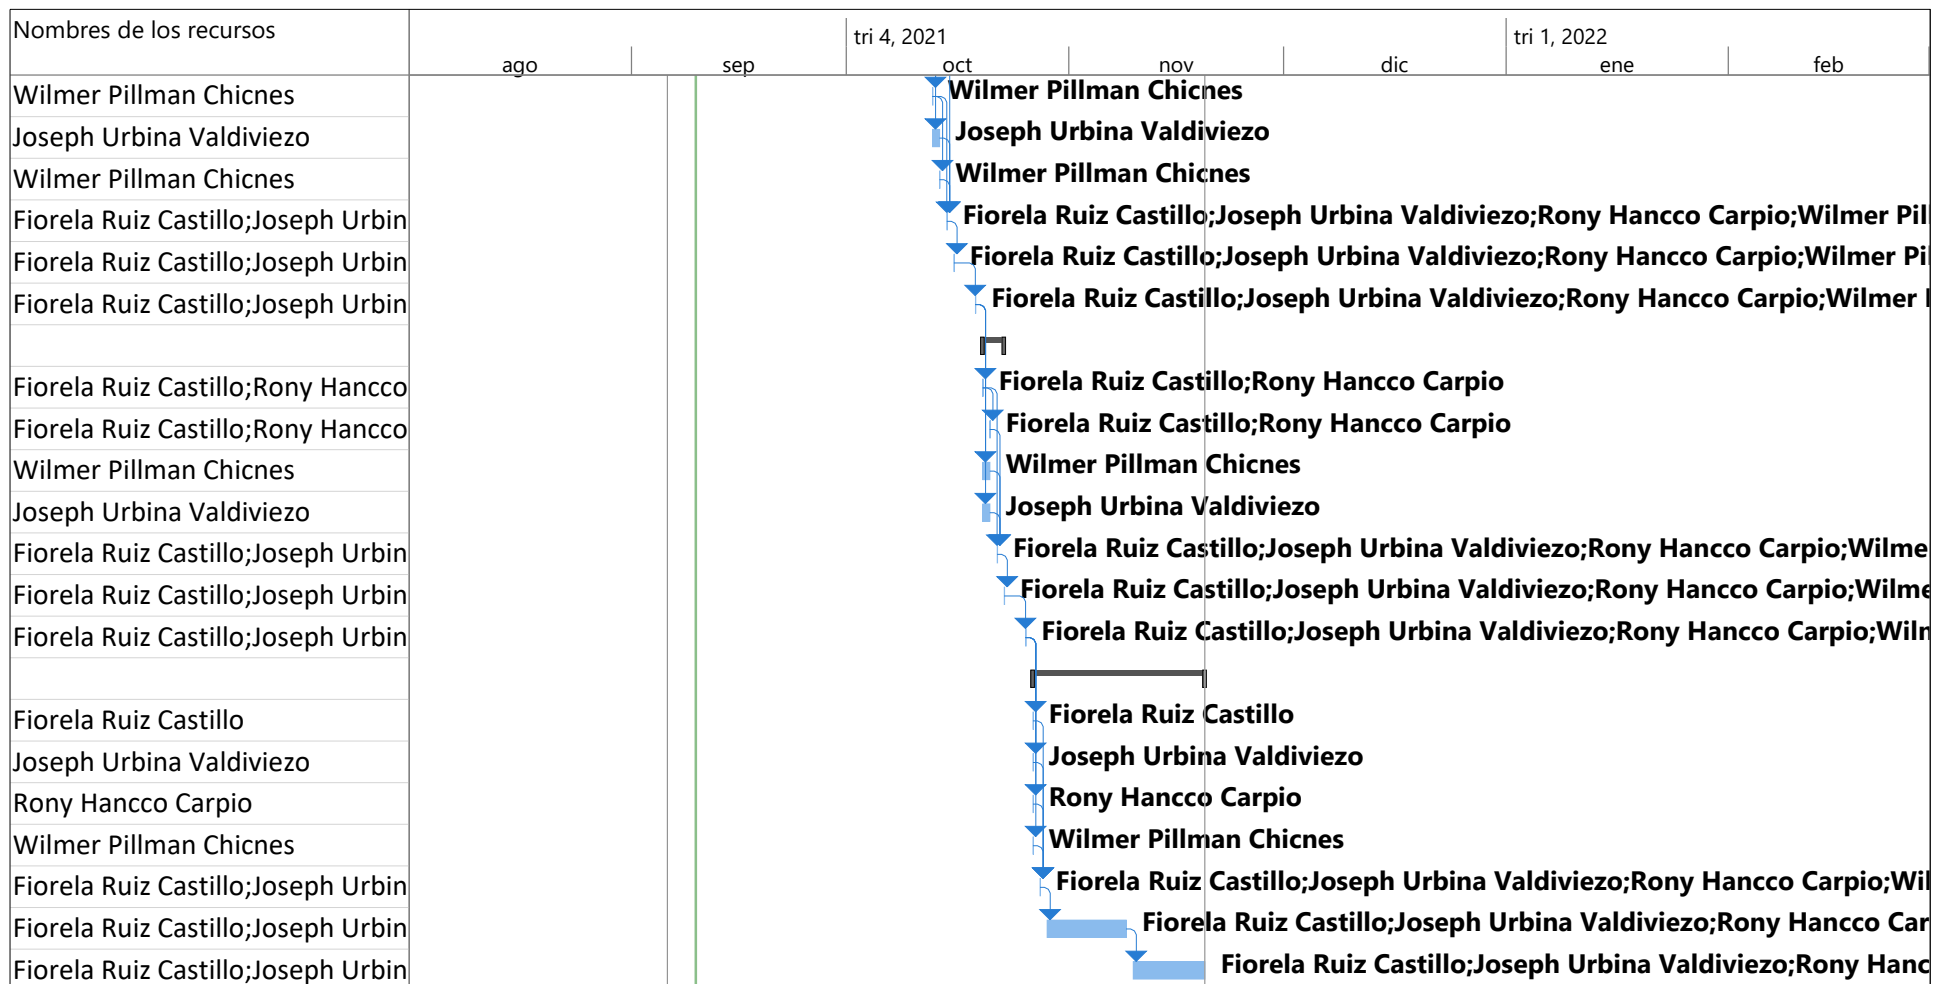 Nombres de los recursos
tri 4, 2021 tri 1, 2022
ago sep oct nov dic ene feb
Wilmer Pillman Chicnes Wilmer Pillman Chicnes
Joseph Urbina Valdiviezo Joseph Urbina Valdiviezo
Wilmer Pillman Chicnes Wilmer Pillman Chicnes
Fiorela Ruiz Castillo;Joseph Urbin Fiorela Ruiz Castillo;Joseph Urbina Valdiviezo;Rony Hancco Carpio;Wilmer Pil
Fiorela Ruiz Castillo;Joseph Urbin Fiorela Ruiz Castillo;Joseph Urbina Valdiviezo;Rony Hancco Carpio;Wilmer Pi
Fiorela Ruiz Castillo;Joseph Urbin Fiorela Ruiz Castillo;Joseph Urbina Valdiviezo;Rony Hancco Carpio;Wilmer
Fiorela Ruiz Castillo;Rony Hancco Fiorela Ruiz Castillo;Rony Hancco Carpio
Fiorela Ruiz Castillo;Rony Hancco Fiorela Ruiz Castillo;Rony Hancco Carpio
Wilmer Pillman Chicnes Wilmer Pillman Chicnes
Joseph Urbina Valdiviezo Joseph Urbina Valdiviezo
Fiorela Ruiz Castillo;Joseph Urbin Fiorela Ruiz Castillo;Joseph Urbina Valdiviezo;Rony Hancco Carpio;Wilme
Fiorela Ruiz Castillo;Joseph Urbin Fiorela Ruiz Castillo;Joseph Urbina Valdiviezo;Rony Hancco Carpio;Wilme
Fiorela Ruiz Castillo;Joseph Urbin Fiorela Ruiz Castillo;Joseph Urbina Valdiviezo;Rony Hancco Carpio;Wilm
Fiorela Ruiz Castillo Fiorela Ruiz Castillo
Joseph Urbina Valdiviezo Joseph Urbina Valdiviezo
Rony Hancco Carpio Rony Hancco Carpio
Wilmer Pillman Chicnes Wilmer Pillman Chicnes
Fiorela Ruiz Castillo;Joseph Urbin Fiorela Ruiz Castillo;Joseph Urbina Valdiviezo;Rony Hancco Carpio;Wil
Fiorela Ruiz Castillo;Joseph Urbin Fiorela Ruiz Castillo;Joseph Urbina Valdiviezo;Rony Hancco Car
Fiorela Ruiz Castillo;Joseph Urbin Fiorela Ruiz Castillo;Joseph Urbina Valdiviezo;Rony Hanc